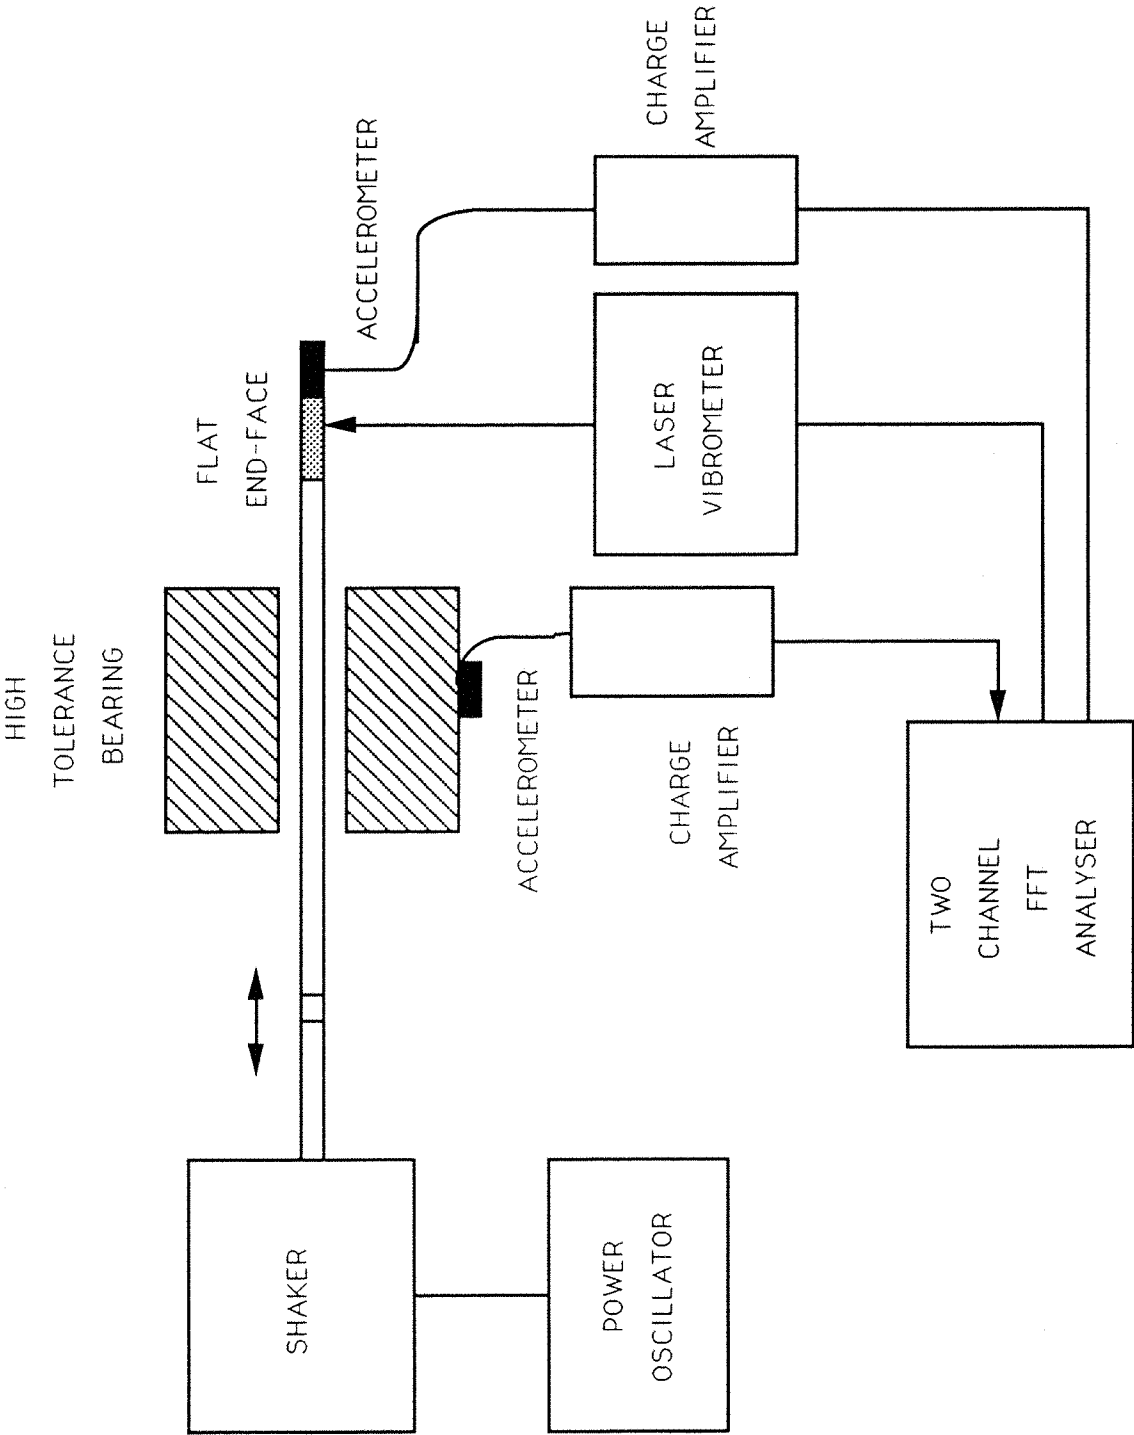 HIGH
TOLERANCE
BEARING
FLAT
END-FACE
ACCELEROMETER
CHARGE
AMPLIFIER
LASER
VIBROMETER
ACCELEROMETER
CHARGE
AMPLIFIER
TWO
CHANNEL
FFT
ANALYSER
SHAKER
POWER
OSCILLATOR